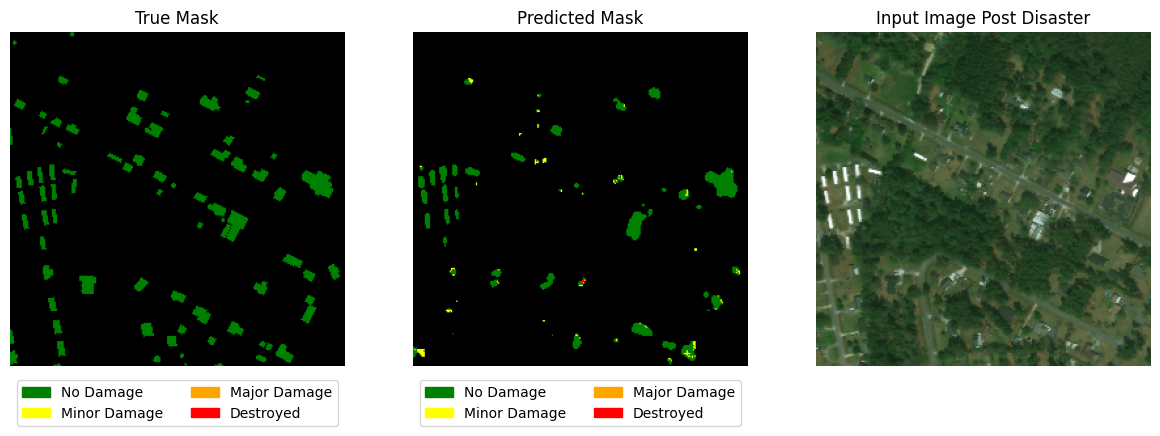 True Mask
Predicted Mask
Input Image Post Disaster
No Damage
Major Damage
Minor Damage
Destroyed
No Damage
Major Damage
Minor Damage
Destroyed